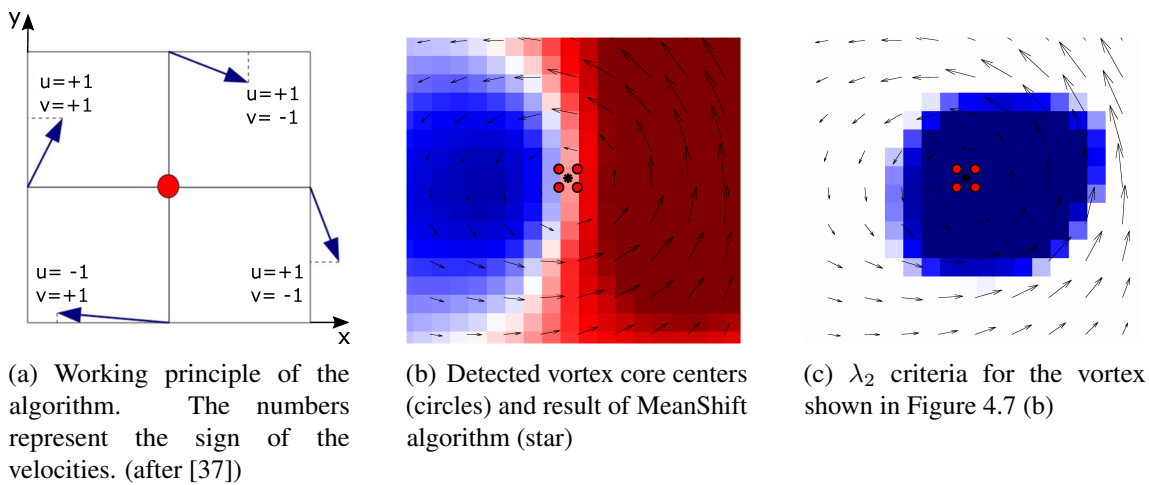 y
u=+1
v=+1
u=+1
v= -1
u= -1
v=+1
u=+1
v= -1
x
(a) Working principle of the
algorithm. The numbers
represent the sign of the
velocities. (after [37])
(b) Detected vortex core centers
(circles) and result of MeanShift
algorithm (star)
(c) λ₂ criteria for the vortex
shown in Figure 4.7 (b)